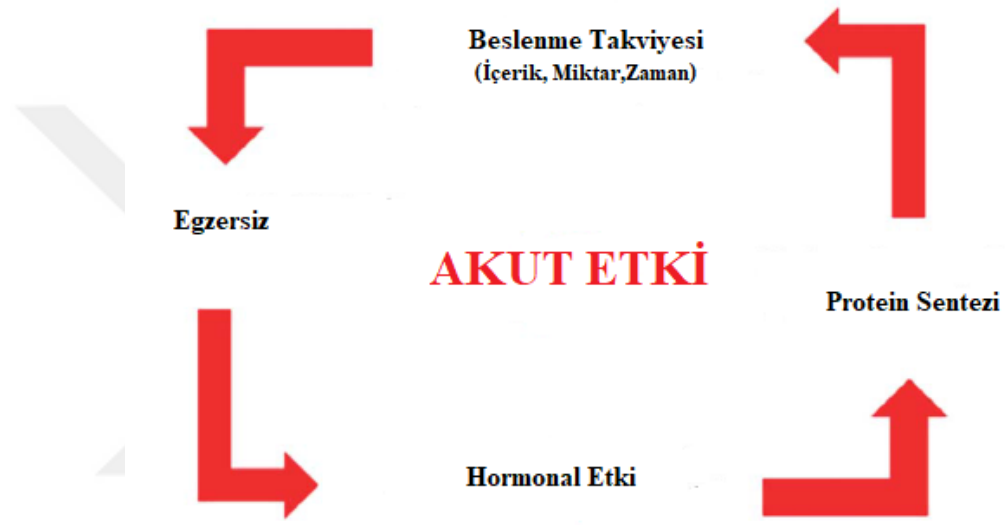 Beslenme Takviyesi
(İçerik, Miktar,Zaman)
Egzersiz
AKUT ETKİ
Protein Sentezi
Hormonal Etki